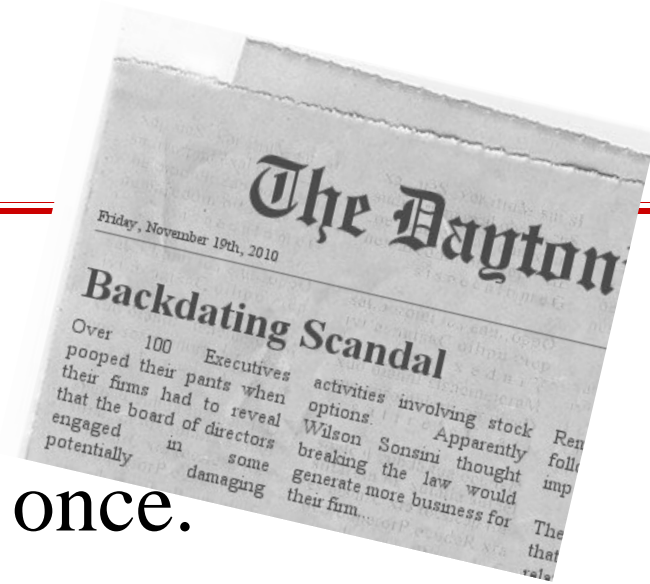 The Dayton
Friday, November 19th, 2010
Backdating Scandal
Over 100 Executives
pooped their pants when
their firms had to reveal
that the board of directors
engaged in some
potentially damaging
activities involving stock
options. Apparently
Wilson Sonsini thought
breaking the law would
generate more business for
their firm...
The
that
once.